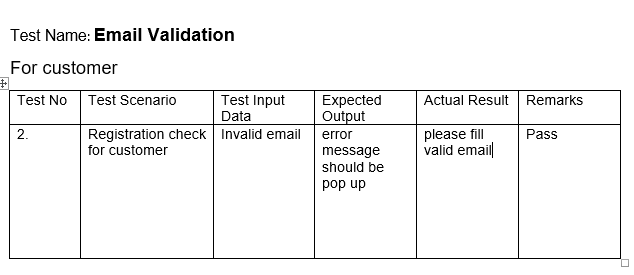 Test Name: Email Validation
For customer
Test No Test Scenario Test Input Data Expected Output Actual Result Remarks
2. Registration check for customer Invalid email error message should be pop up please fill valid email Pass